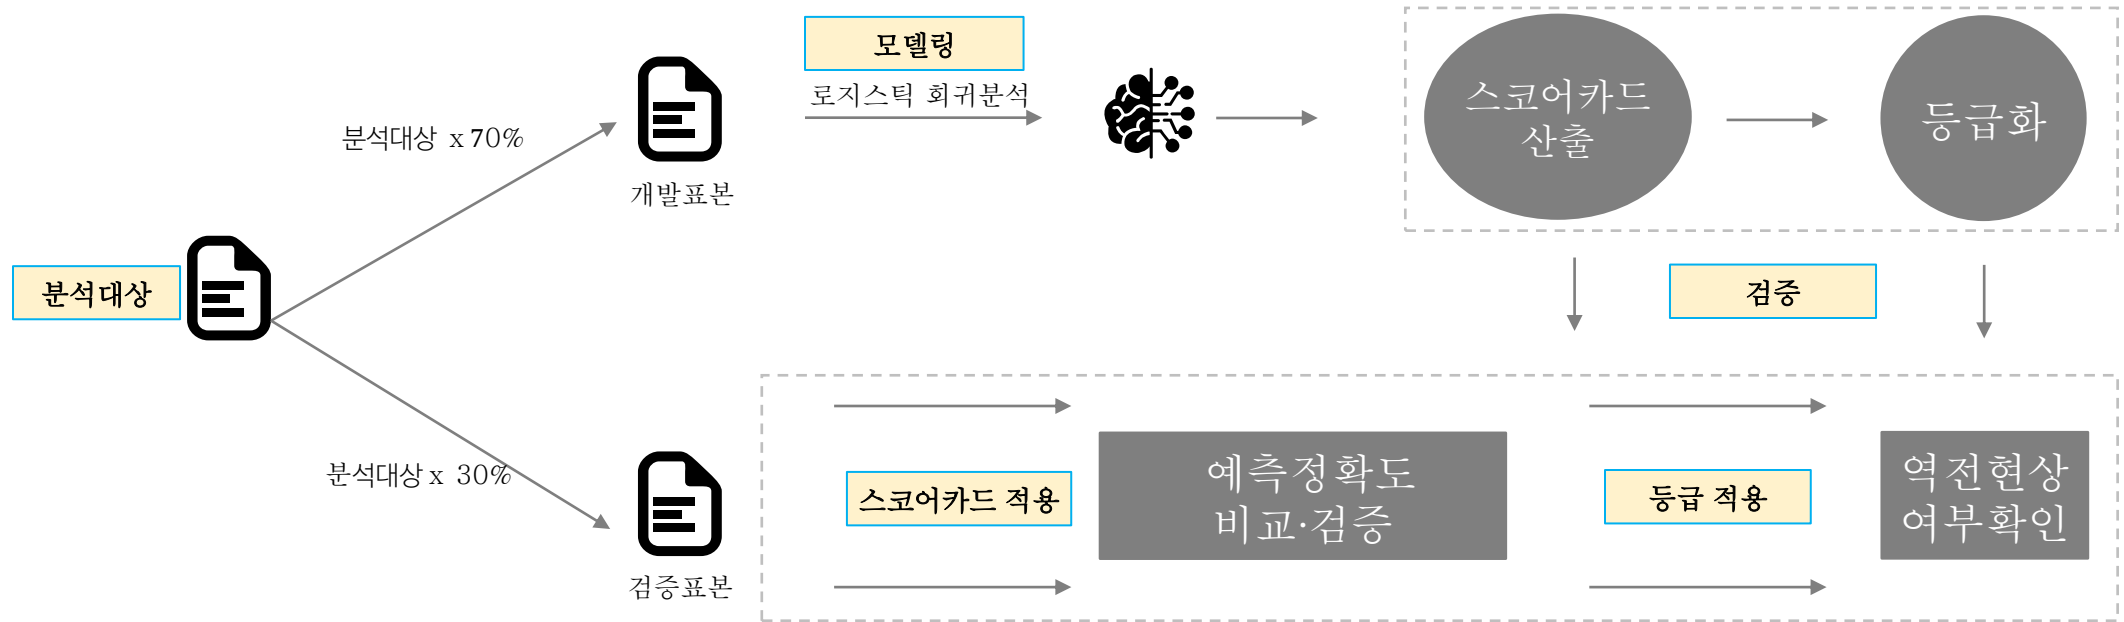 모델링
로지스틱 회귀분석
스코어카드
산출
등급화
분석대상 x 70%
개발표본
분석대상
검증
분석대상 x 30%
검증표본
스코어카드 적용
예측정확도
비교·검증
등급 적용
역전현상
여부확인